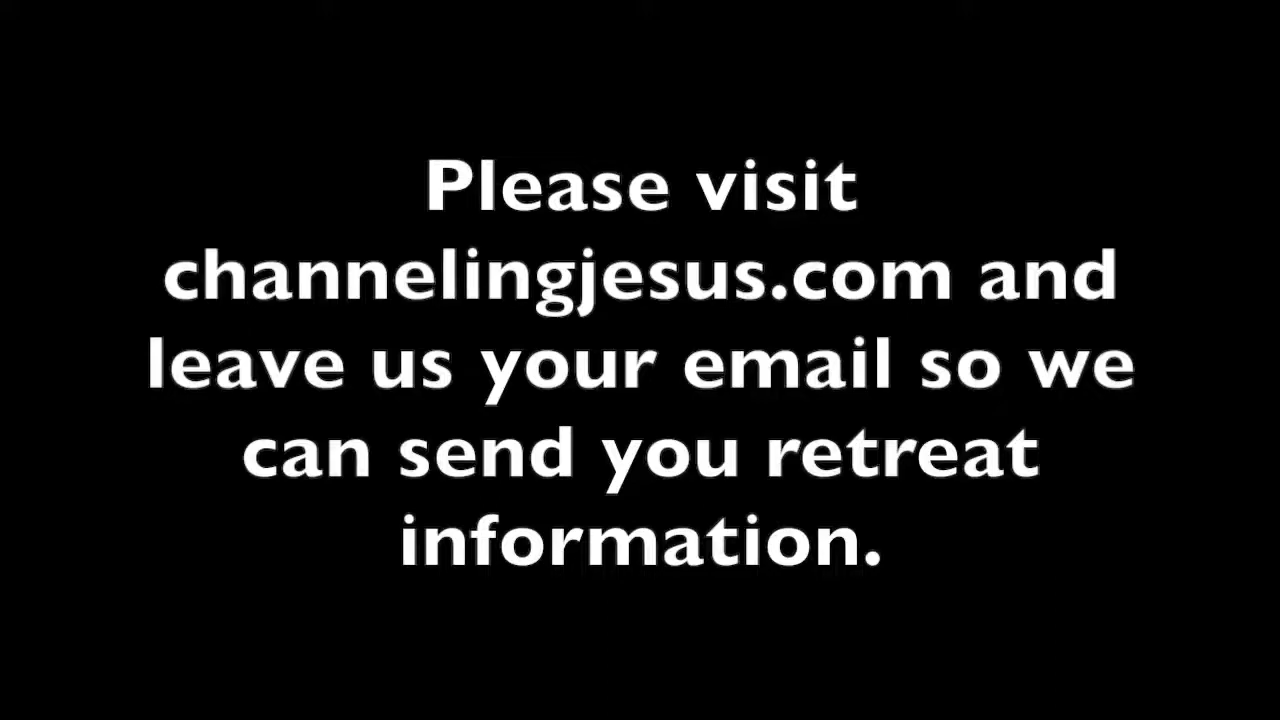 Please visit
channelingjesus.com and
leave us your email so we
can send you retreat
information.